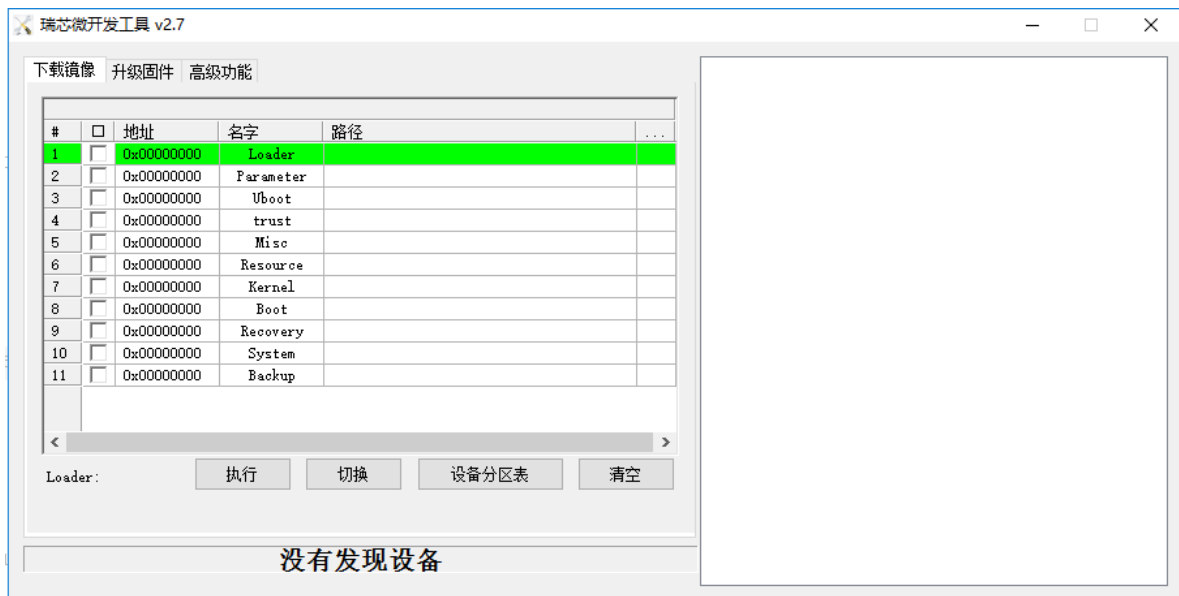 瑞芯微开发工具 v2.7
下载镜像 升级固件 高级功能
# 地址 名字 路径 ...
1 0x00000000 Loader
2 0x00000000 Parameter
3 0x00000000 Uboot
4 0x00000000 trust
5 0x00000000 Misc
6 0x00000000 Resource
7 0x00000000 Kernel
8 0x00000000 Boot
9 0x00000000 Recovery
10 0x00000000 System
11 0x00000000 Backup
Loader: 执行 切换 设备分区表 清空
没有发现设备